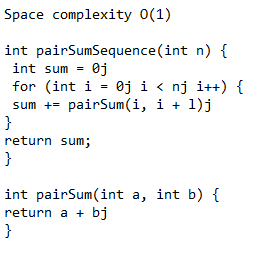 Space complexity O(1)
int pairSumSequence(int n) {
int sum = 0j
for (int i = 0j i < nj i++) {
sum += pairSum(i, i + l)j
}
return sum;
}
int pairSum(int a, int b) {
return a + bj
}